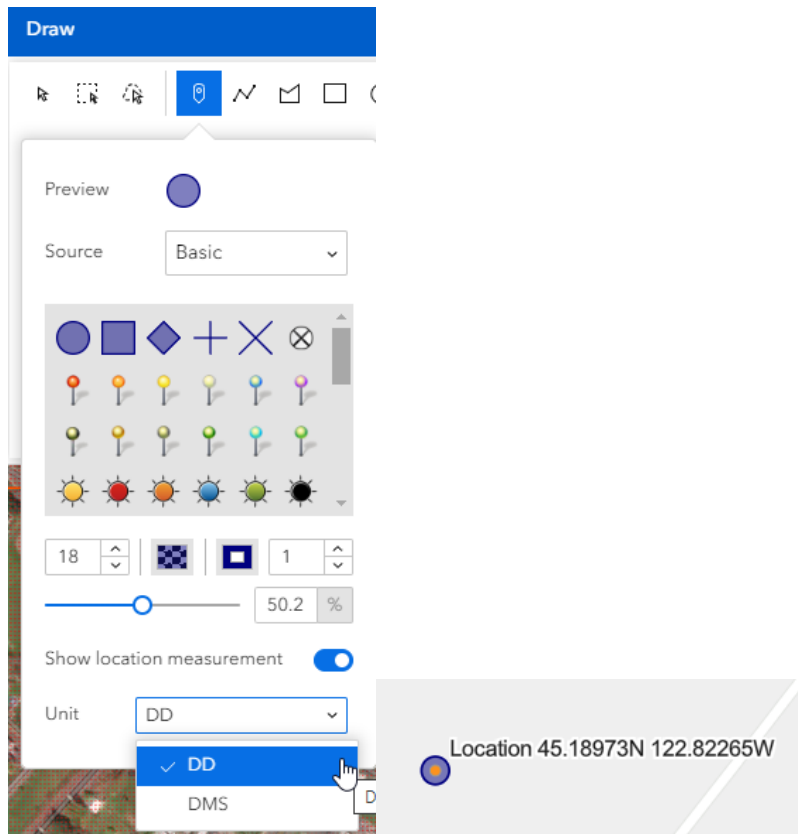 Draw
Preview
Source
Basic
18
1
50.2
%
Show location measurement
Unit
DD
DD
DMS
D
Location 45.18973N 122.82265W